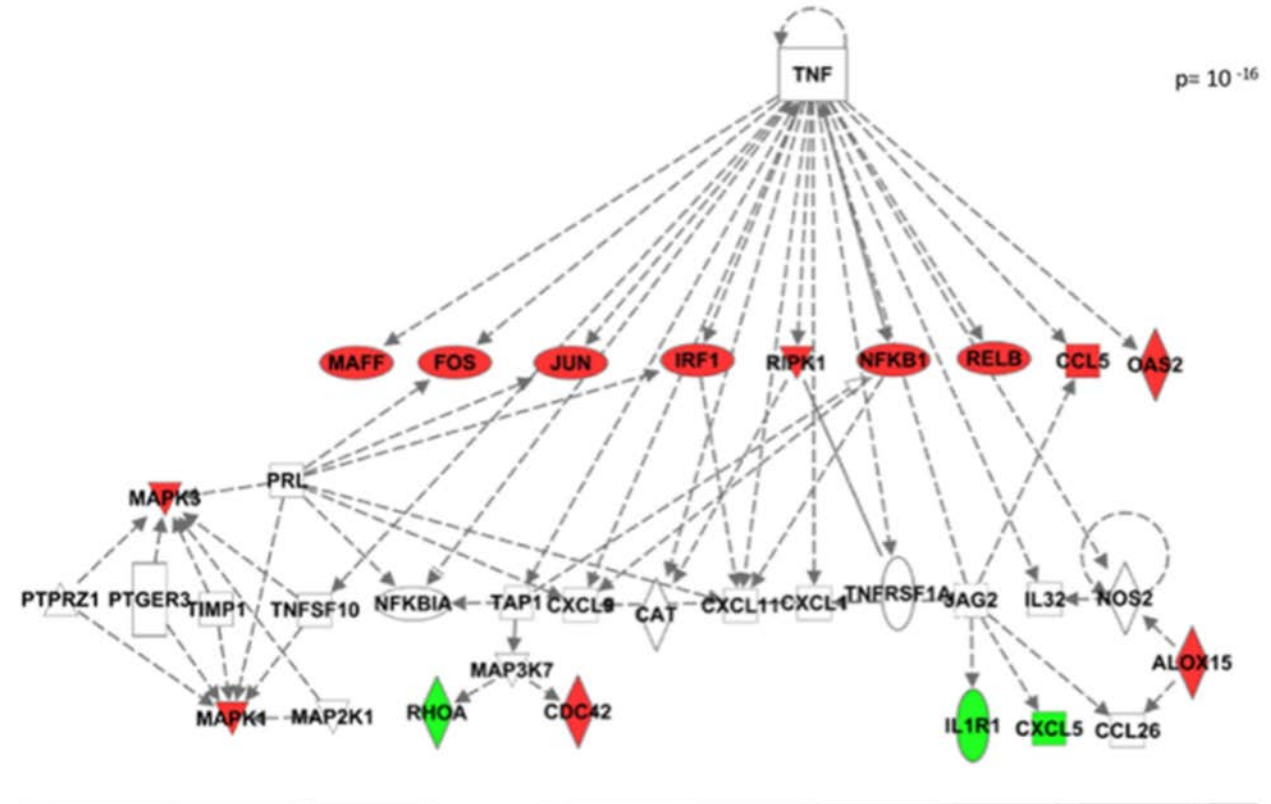 TNF
p= 10 -16
MAFF
FOS
JUN
IRF1
RIPK1
NFKB1
RELB
CCL5
OAS2
PRL
MAPK3
PTPRZ1
PTGER3
TIMP1
TNFSF10
NFKBIA
TAP1
CXCL9
CAT
CXCL11
CXCL1
TNFRSF1A
JAG2
IL32
NOS2
ALOX15
MAP3K7
MAPK1
MAP2K1
RHOA
CDC42
IL1R1
CXCL5
CCL26